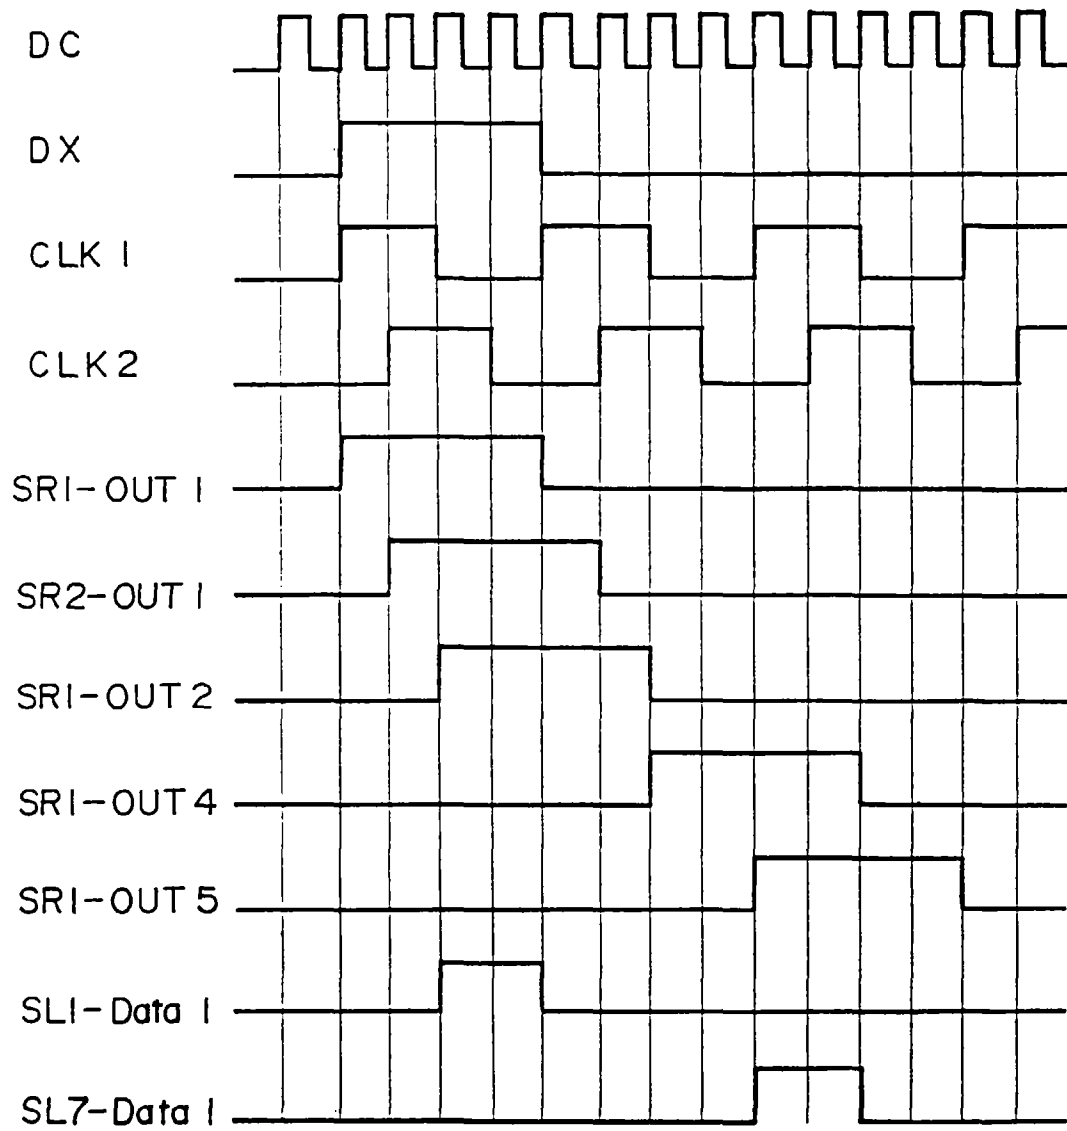 DC
DX
CLK 1
CLK2
SR1-OUT 1
SR2-OUT 1
SR1-OUT 2
SR1-OUT 4
SR1-OUT 5
SL1-Data 1
SL7-Data 1